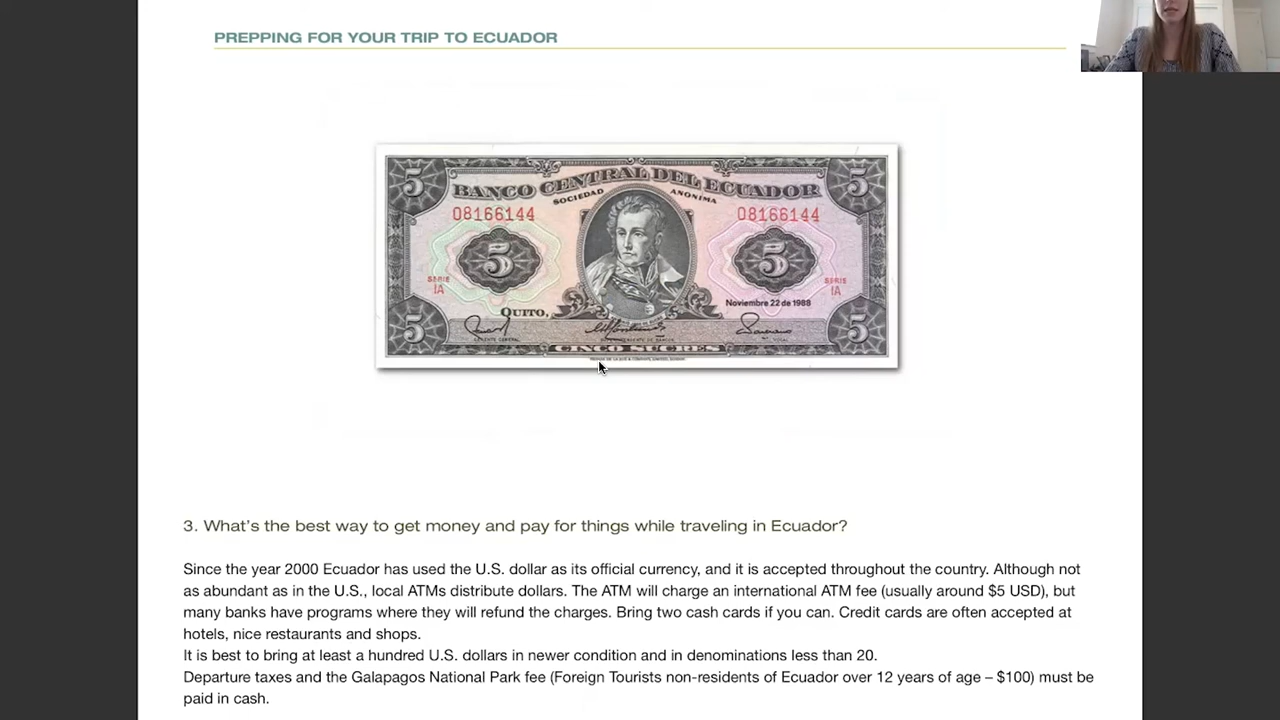 PREPPING FOR YOUR TRIP TO ECUADOR
5 5
BANCO CENTRAL DEL ECUADOR
SOCIEDAD ANONIMA
08166144 08166144
5 5
SERIE IA SERIE IA
Noviembre 22 de 1988
QUITO,
5 5
CINCO SUCRES
3. What's the best way to get money and pay for things while traveling in Ecuador?
Since the year 2000 Ecuador has used the U.S. dollar as its official currency, and it is accepted throughout the country. Although not
as abundant as in the U.S., local ATMs distribute dollars. The ATM will charge an international ATM fee (usually around $5 USD), but
many banks have programs where they will refund the charges. Bring two cash cards if you can. Credit cards are often accepted at
hotels, nice restaurants and shops.
It is best to bring at least a hundred U.S. dollars in newer condition and in denominations less than 20.
Departure taxes and the Galapagos National Park fee (Foreign Tourists non-residents of Ecuador over 12 years of age – $100) must be
paid in cash.